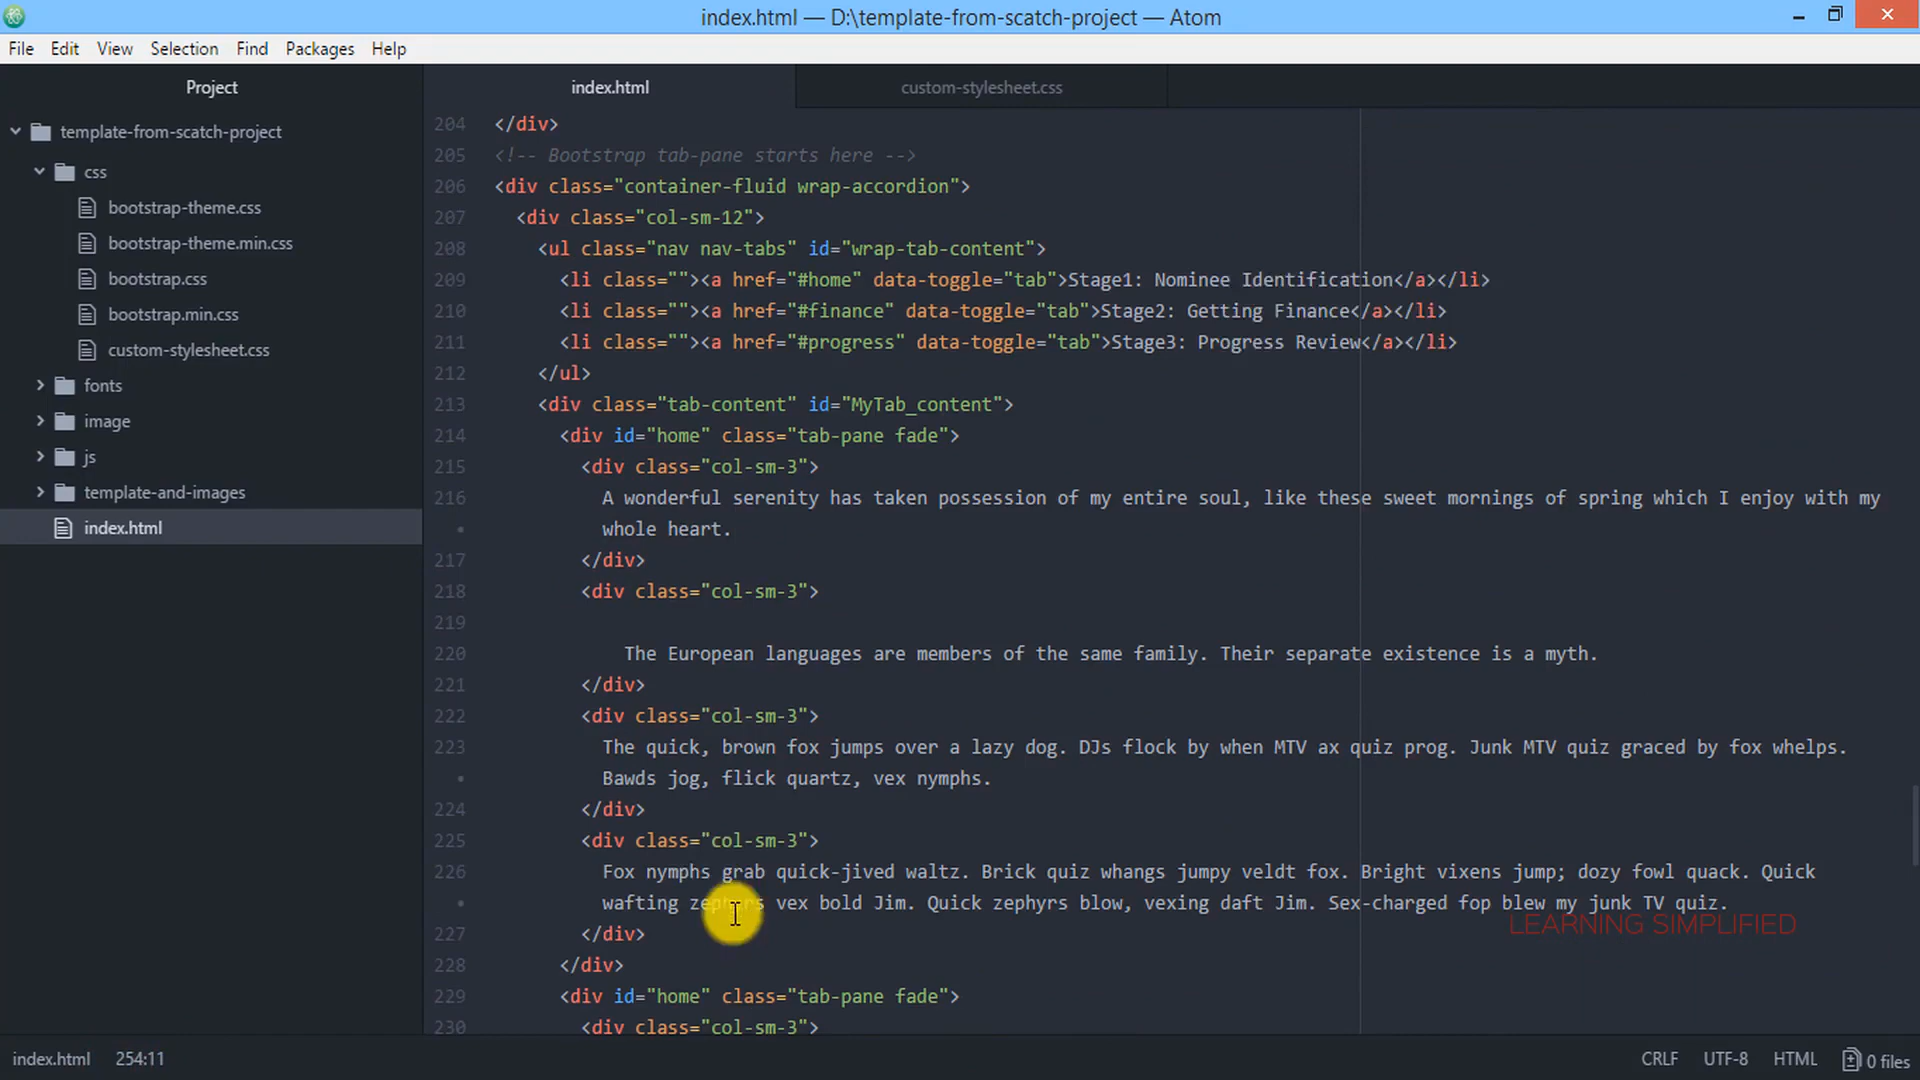 index.html — D:\template-from-scatch-project — Atom
File Edit View Selection Find Packages Help
Project
template-from-scatch-project
css
bootstrap-theme.css
bootstrap-theme.min.css
bootstrap.css
bootstrap.min.css
custom-stylesheet.css
fonts
image
js
template-and-images
index.html
index.html custom-stylesheet.css
204 </div>
205 <!-- Bootstrap tab-pane starts here -->
206 <div class="container-fluid wrap-accordion">
207 <div class="col-sm-12">
208 <ul class="nav nav-tabs" id="wrap-tab-content">
209 <li class=""><a href="#home" data-toggle="tab">Stage1: Nominee Identification</a></li>
210 <li class=""><a href="#finance" data-toggle="tab">Stage2: Getting Finance</a></li>
211 <li class=""><a href="#progress" data-toggle="tab">Stage3: Progress Review</a></li>
212 </ul>
213 <div class="tab-content" id="MyTab_content">
214 <div id="home" class="tab-pane fade">
215 <div class="col-sm-3">
216 A wonderful serenity has taken possession of my entire soul, like these sweet mornings of spring which I enjoy with my
• whole heart.
217 </div>
218 <div class="col-sm-3">
219
220 The European languages are members of the same family. Their separate existence is a myth.
221 </div>
222 <div class="col-sm-3">
223 The quick, brown fox jumps over a lazy dog. DJs flock by when MTV ax quiz prog. Junk MTV quiz graced by fox whelps.
• Bawds jog, flick quartz, vex nymphs.
224 </div>
225 <div class="col-sm-3">
226 Fox nymphs grab quick-jived waltz. Brick quiz whangs jumpy veldt fox. Bright vixens jump; dozy fowl quack. Quick
• wafting zephyrs vex bold Jim. Quick zephyrs blow, vexing daft Jim. Sex-charged fop blew my junk TV quiz.
LEARNING SIMPLIFIED
227 </div>
228 </div>
229 <div id="home" class="tab-pane fade">
230 <div class="col-sm-3">
index.html 254:11 CRLF UTF-8 HTML 0 files